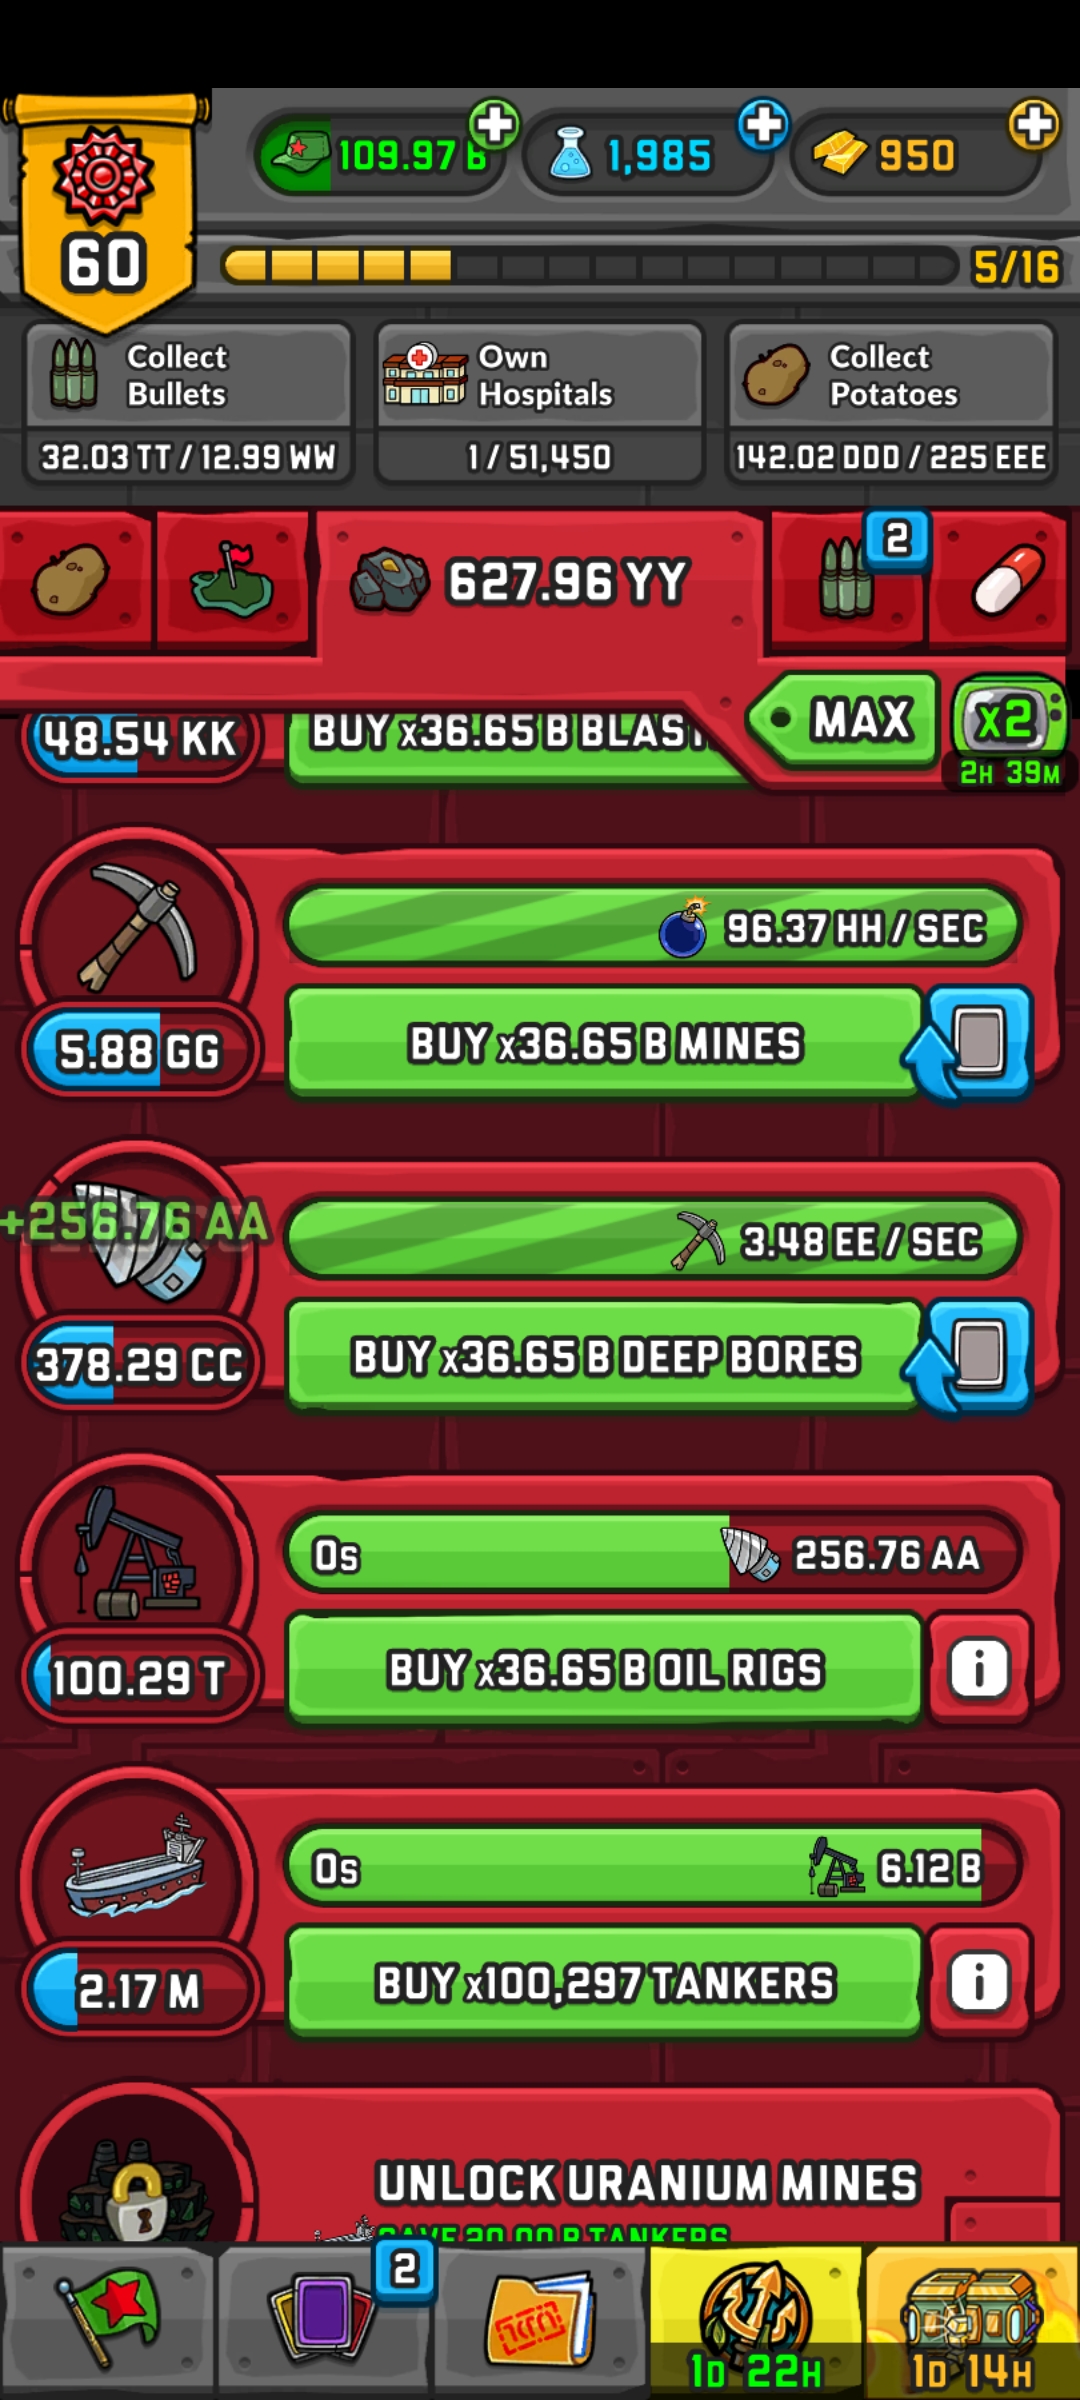 60
109.97 B
1,985
950
5/16
Collect
Bullets
32.03 TT / 12.99 WW
Own
Hospitals
1 / 51,450
Collect
Potatoes
142.02 DDD / 225 EEE
627.96 YY
2
MAX
x2
2H 39M
48.54 KK
BUY x36.65 B BLAST
96.37 HH / SEC
5.88 GG
BUY x36.65 B MINES
+256.76 AA
3.48 EE / SEC
378.29 CC
BUY x36.65 B DEEP BORES
0s
256.76 AA
100.29 T
BUY x36.65 B OIL RIGS
0s
6.12 B
2.17 M
BUY x100,297 TANKERS
UNLOCK URANIUM MINES
TANKERS
2
1D 22H
1D 14H